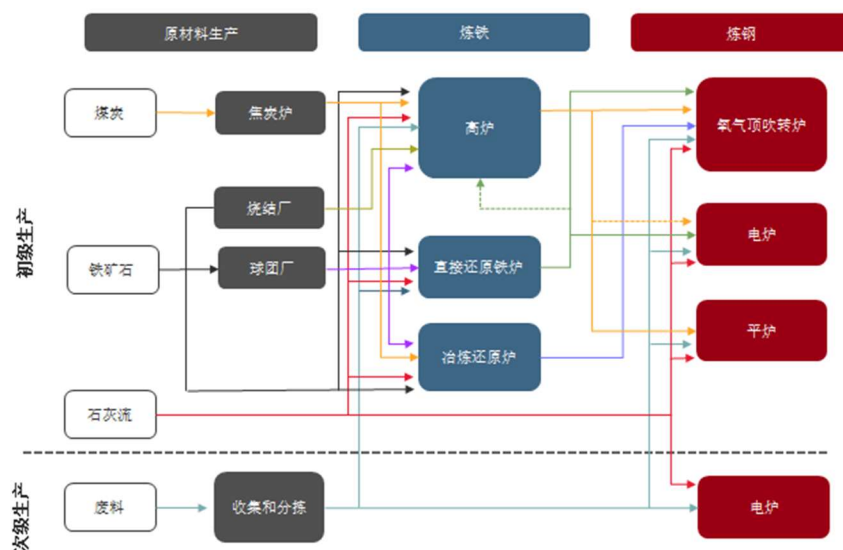 原材料生产
炼铁
炼钢
煤炭
焦炭炉
高炉
氧气顶吹转炉
烧结厂
电炉
初级生产
铁矿石
球团厂
直接还原铁炉
平炉
冶炼还原炉
石灰流
次级生产
废料
收集和分拣
电炉